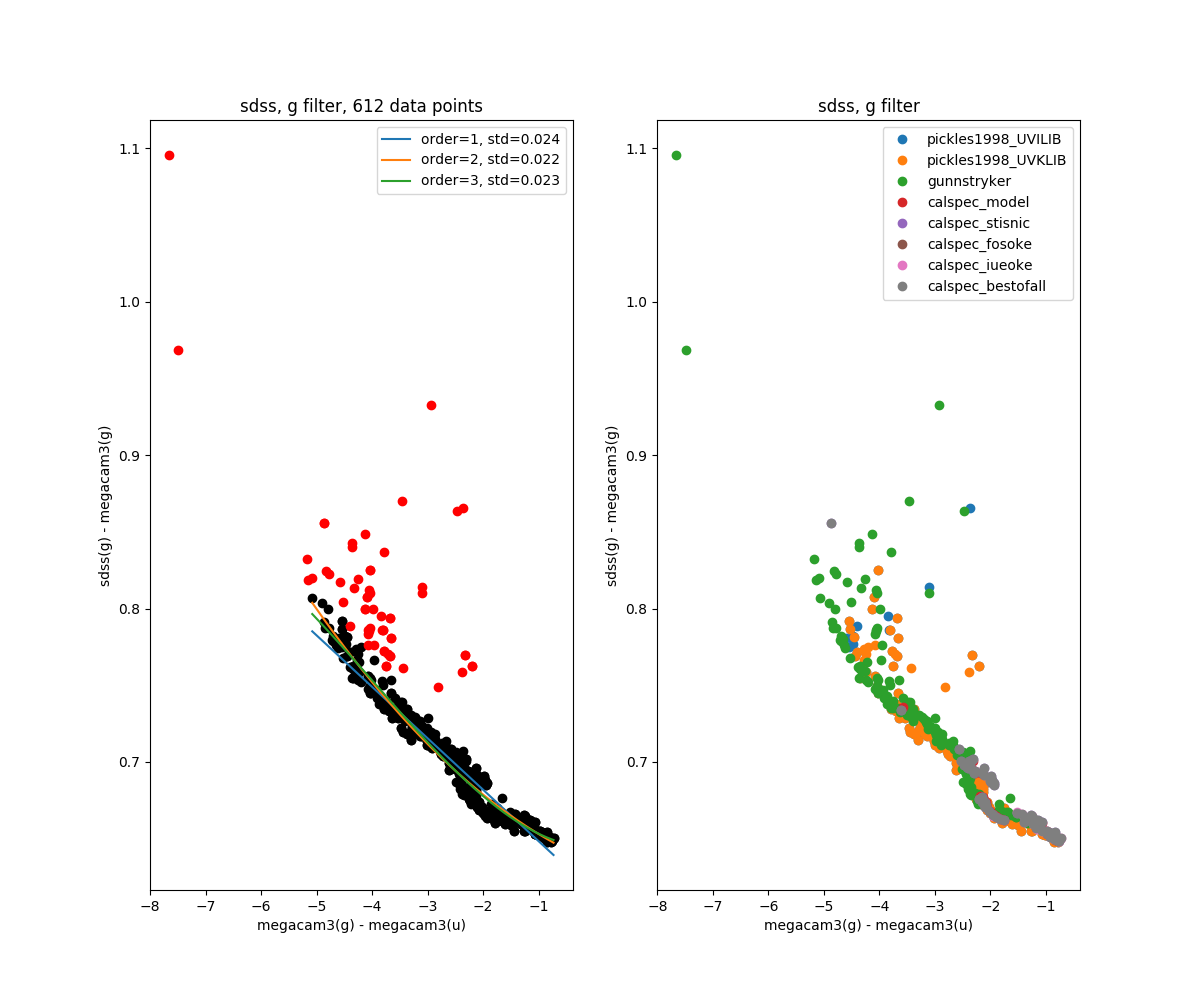 sdss, g filter, 612 data points
order=1, std=0.024
order=2, std=0.022
order=3, std=0.023
1.1
1.0
0.9
0.8
0.7
sdss(g) - megacam3(g)
−8 −7 −6 −5 −4 −3 −2 −1
megacam3(g) - megacam3(u)
sdss, g filter
pickles1998_UVILIB
pickles1998_UVKLIB
gunnstryker
calspec_model
calspec_stisnic
calspec_fosoke
calspec_iueoke
calspec_bestofall
1.1
1.0
0.9
0.8
0.7
sdss(g) - megacam3(g)
−8 −7 −6 −5 −4 −3 −2 −1
megacam3(g) - megacam3(u)